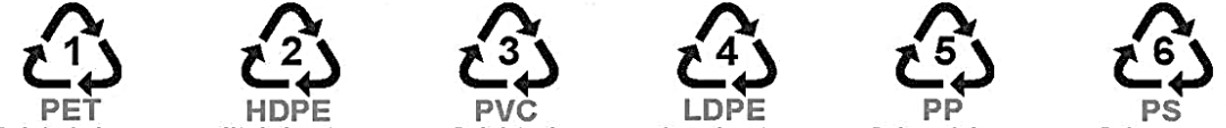 1 2 3 4 5 6
PET HDPE PVC LDPE PP PS